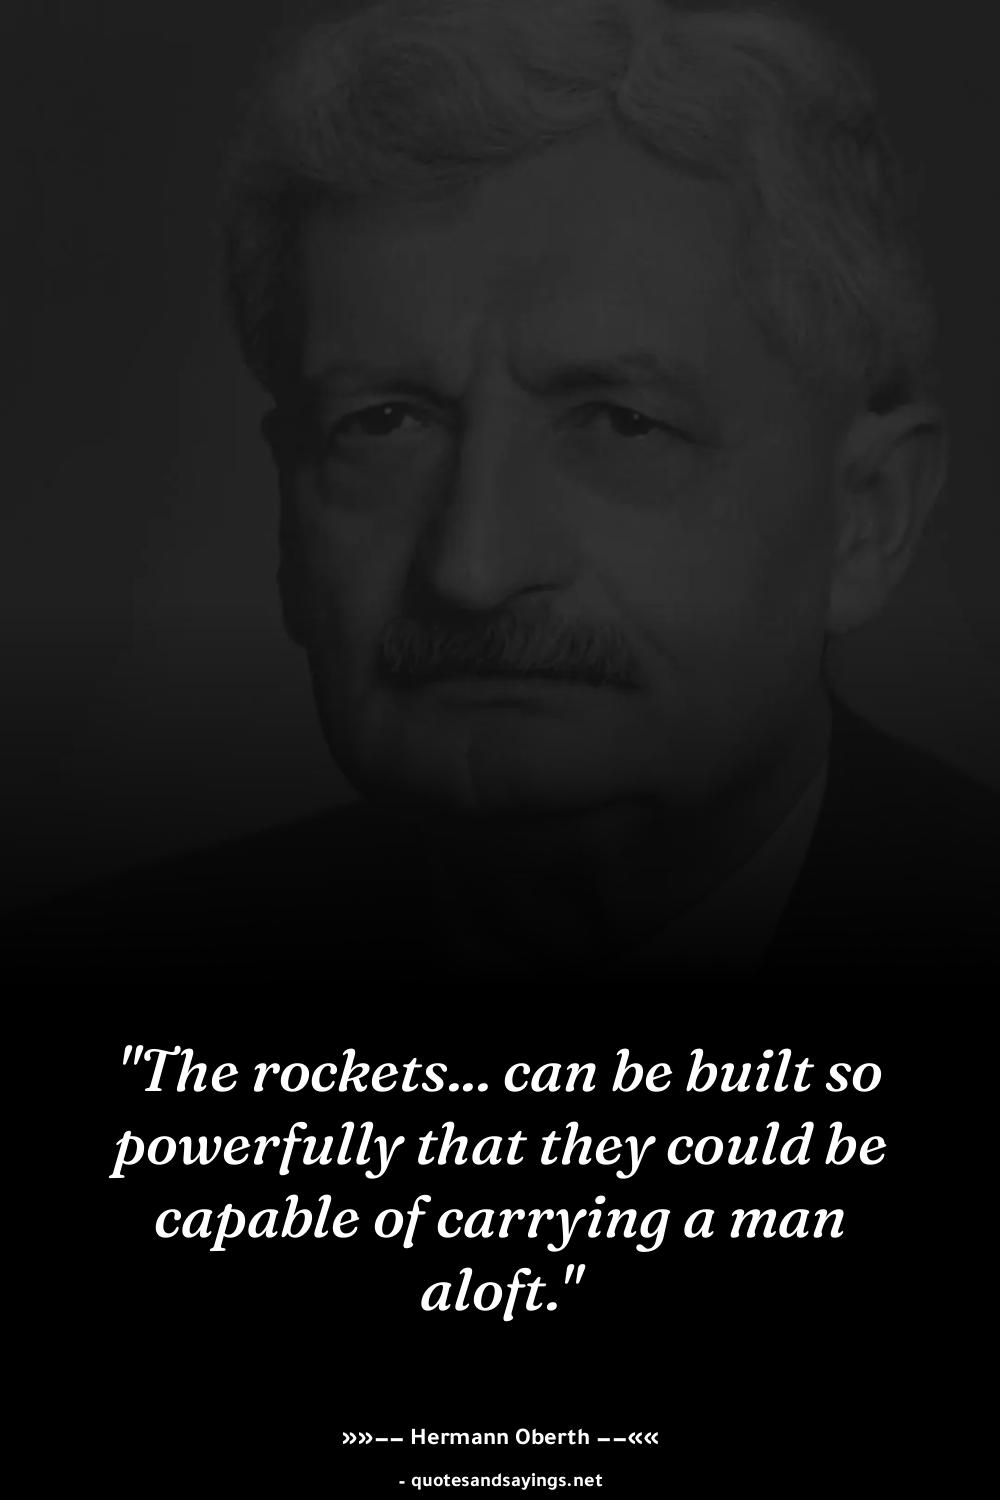 "The rockets... can be built so
powerfully that they could be
capable of carrying a man
aloft."
»»−− Hermann Oberth −−««
- quotesandsayings.net